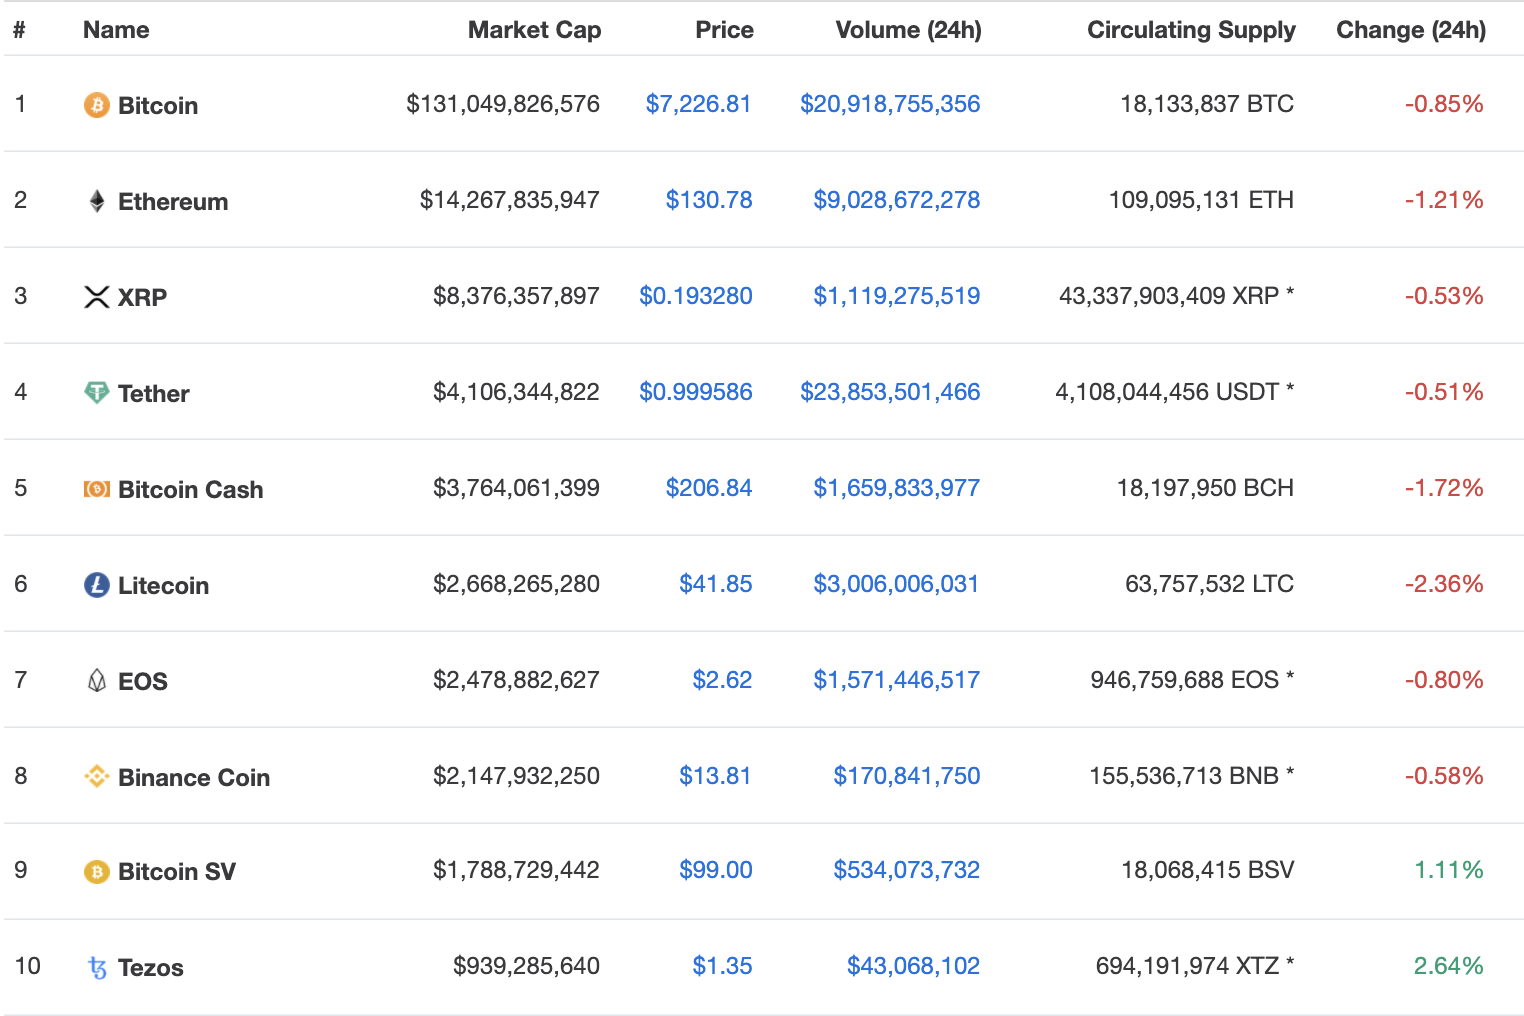 # Name Market Cap Price Volume (24h) Circulating Supply Change (24h)
1 Bitcoin $131,049,826,576 $7,226.81 $20,918,755,356 18,133,837 BTC -0.85%
2 Ethereum $14,267,835,947 $130.78 $9,028,672,278 109,095,131 ETH -1.21%
3 XRP $8,376,357,897 $0.193280 $1,119,275,519 43,337,903,409 XRP * -0.53%
4 Tether $4,106,344,822 $0.999586 $23,853,501,466 4,108,044,456 USDT * -0.51%
5 Bitcoin Cash $3,764,061,399 $206.84 $1,659,833,977 18,197,950 BCH -1.72%
6 Litecoin $2,668,265,280 $41.85 $3,006,006,031 63,757,532 LTC -2.36%
7 EOS $2,478,882,627 $2.62 $1,571,446,517 946,759,688 EOS * -0.80%
8 Binance Coin $2,147,932,250 $13.81 $170,841,750 155,536,713 BNB * -0.58%
9 Bitcoin SV $1,788,729,442 $99.00 $534,073,732 18,068,415 BSV 1.11%
10 Tezos $939,285,640 $1.35 $43,068,102 694,191,974 XTZ * 2.64%